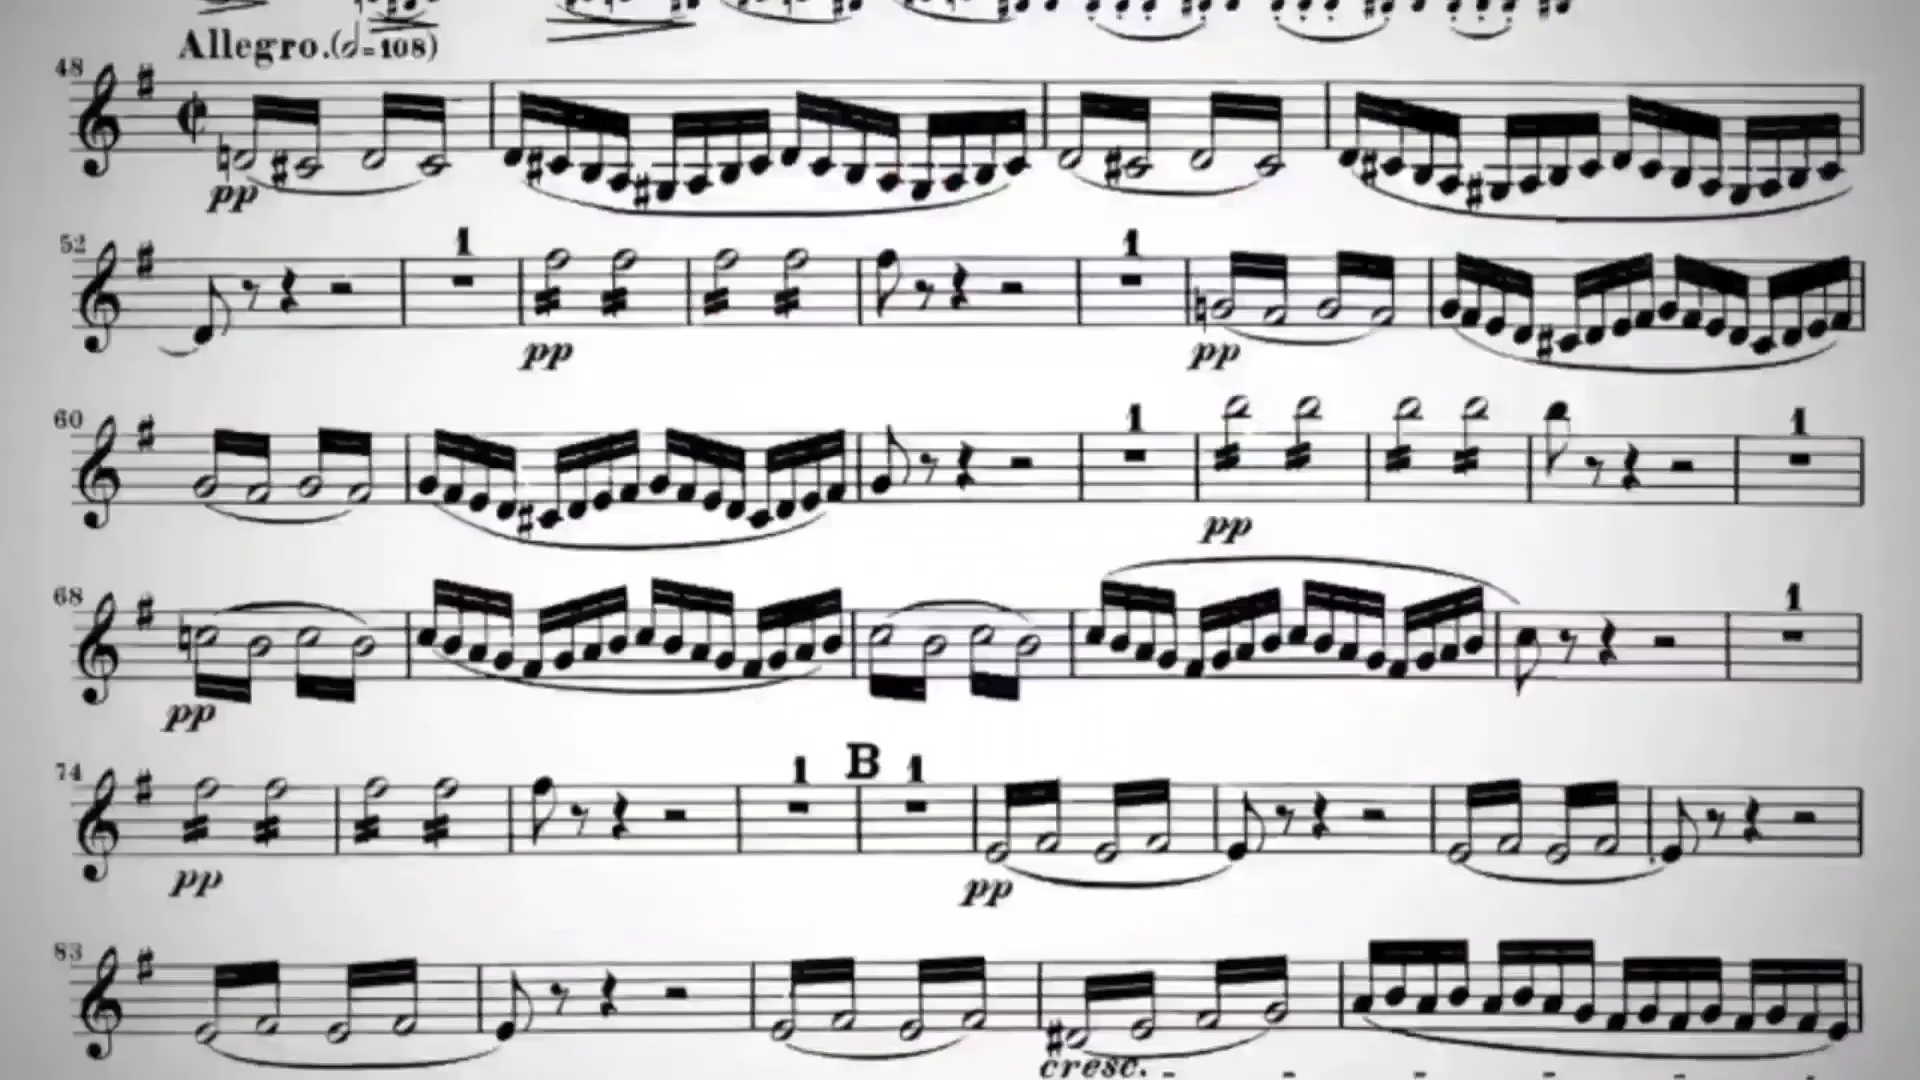 Allegro.(𝅗𝅥=108)
48
pp
52
1
1
pp
pp
60
1
1
pp
68
1
pp
74
1
B
1
pp
pp
83
cresc. - - - - -